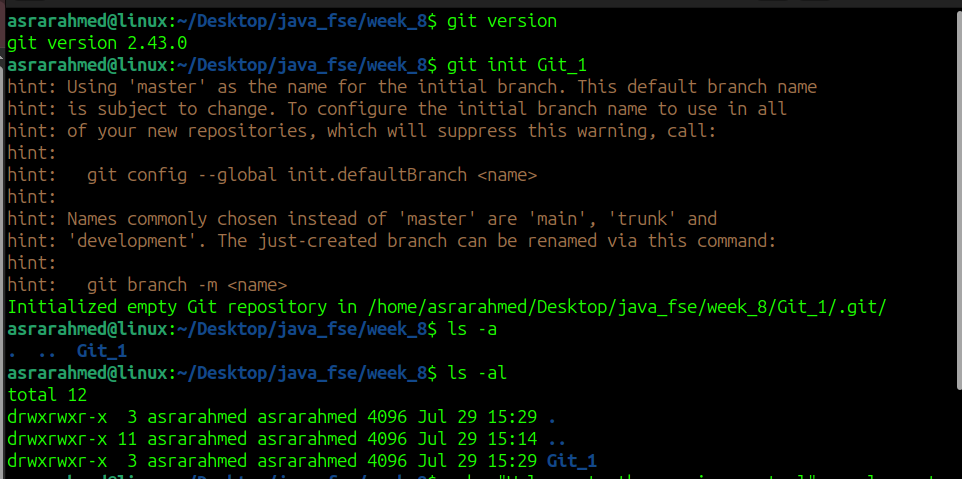 asrarahmed@linux:~/Desktop/java_fse/week_8$ git version
git version 2.43.0
asrarahmed@linux:~/Desktop/java_fse/week_8$ git init Git_1
hint: Using 'master' as the name for the initial branch. This default branch name
hint: is subject to change. To configure the initial branch name to use in all
hint: of your new repositories, which will suppress this warning, call:
hint:
hint:   git config --global init.defaultBranch <name>
hint:
hint: Names commonly chosen instead of 'master' are 'main', 'trunk' and
hint: 'development'. The just-created branch can be renamed via this command:
hint:
hint:   git branch -m <name>
Initialized empty Git repository in /home/asrarahmed/Desktop/java_fse/week_8/Git_1/.git/
asrarahmed@linux:~/Desktop/java_fse/week_8$ ls -a
.  ..  Git_1
asrarahmed@linux:~/Desktop/java_fse/week_8$ ls -al
total 12
drwxrwxr-x  3 asrarahmed asrarahmed 4096 Jul 29 15:29 .
drwxrwxr-x 11 asrarahmed asrarahmed 4096 Jul 29 15:14 ..
drwxrwxr-x  3 asrarahmed asrarahmed 4096 Jul 29 15:29 Git_1